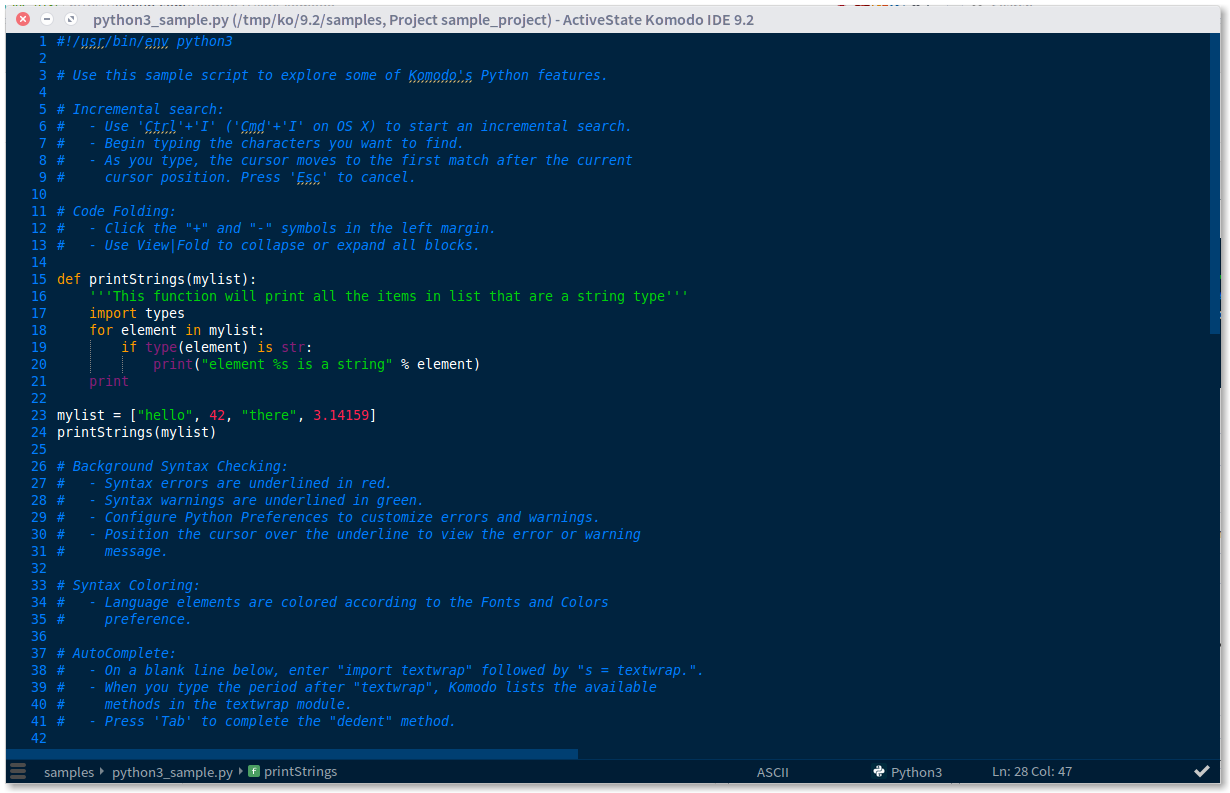 python3_sample.py (/tmp/ko/9.2/samples, Project sample_project) - ActiveState Komodo IDE 9.2
1 #!/usr/bin/env python3
2
3 # Use this sample script to explore some of Komodo's Python features.
4
5 # Incremental search:
6 #   - Use 'Ctrl'+'I' ('Cmd'+'I' on OS X) to start an incremental search.
7 #   - Begin typing the characters you want to find.
8 #   - As you type, the cursor moves to the first match after the current
9 #     cursor position. Press 'Esc' to cancel.
10
11 # Code Folding:
12 #   - Click the "+" and "-" symbols in the left margin.
13 #   - Use View|Fold to collapse or expand all blocks.
14
15 def printStrings(mylist):
16     '''This function will print all the items in list that are a string type'''
17     import types
18     for element in mylist:
19         if type(element) is str:
20             print("element %s is a string" % element)
21     print
22
23 mylist = ["hello", 42, "there", 3.14159]
24 printStrings(mylist)
25
26 # Background Syntax Checking:
27 #   - Syntax errors are underlined in red.
28 #   - Syntax warnings are underlined in green.
29 #   - Configure Python Preferences to customize errors and warnings.
30 #   - Position the cursor over the underline to view the error or warning
31 #     message.
32
33 # Syntax Coloring:
34 #   - Language elements are colored according to the Fonts and Colors
35 #     preference.
36
37 # AutoComplete:
38 #   - On a blank line below, enter "import textwrap" followed by "s = textwrap.".
39 #   - When you type the period after "textwrap", Komodo lists the available
40 #     methods in the textwrap module.
41 #   - Press 'Tab' to complete the "dedent" method.
42
samples python3_sample.py f printStrings ASCII Python3 Ln: 28 Col: 47